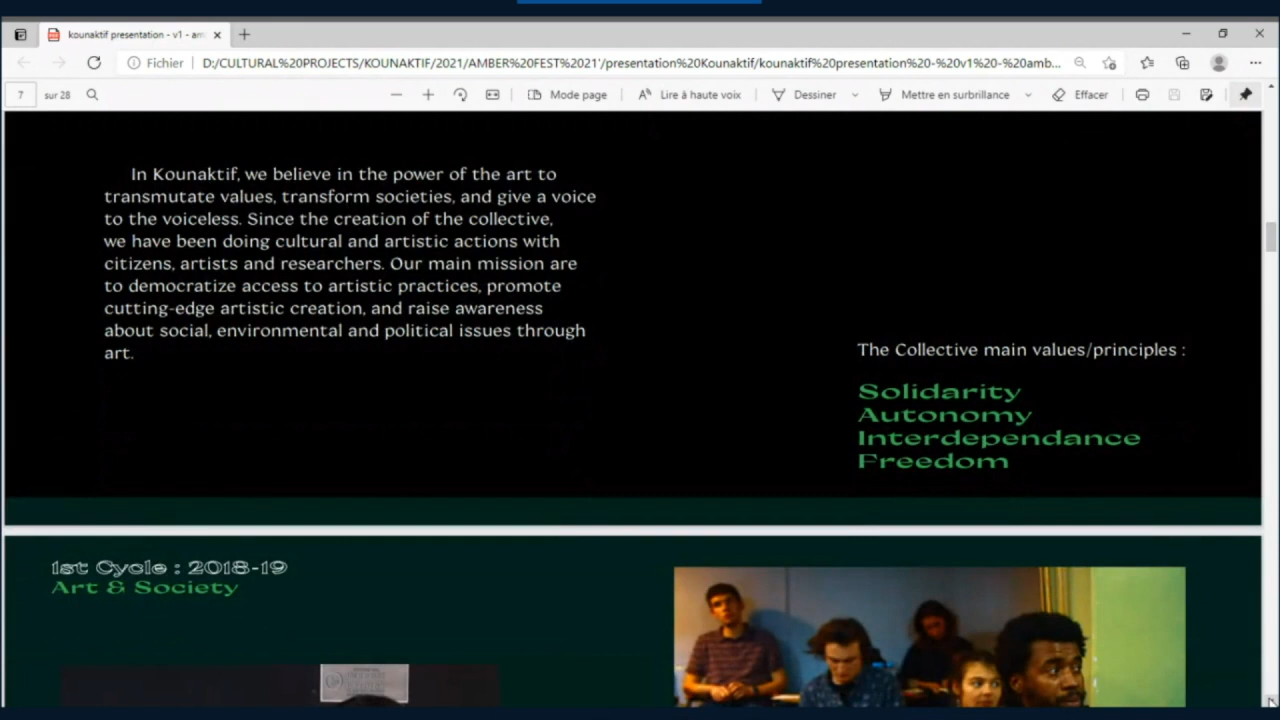 kounaktif presentation - v1 - am
Fichier
D:/CULTURAL%20PROJECTS/KOUNAKTIF/2021/AMBER%20FEST%2021'/presentation%20Kounaktif/kounaktif%20presentation%20-%20v1%20-%20amb...
7
sur 28
Mode page
Lire à haute voix
Dessiner
Mettre en surbrillance
Effacer
In Kounaktif, we believe in the power of the art to
transmutate values, transform societies, and give a voice
to the voiceless. Since the creation of the collective,
we have been doing cultural and artistic actions with
citizens, artists and researchers. Our main mission are
to democratize access to artistic practices, promote
cutting-edge artistic creation, and raise awareness
about social, environmental and political issues through
art.
The Collective main values/principles :
Solidarity
Autonomy
Interdependance
Freedom
1st Cycle : 2018-19
Art & Society